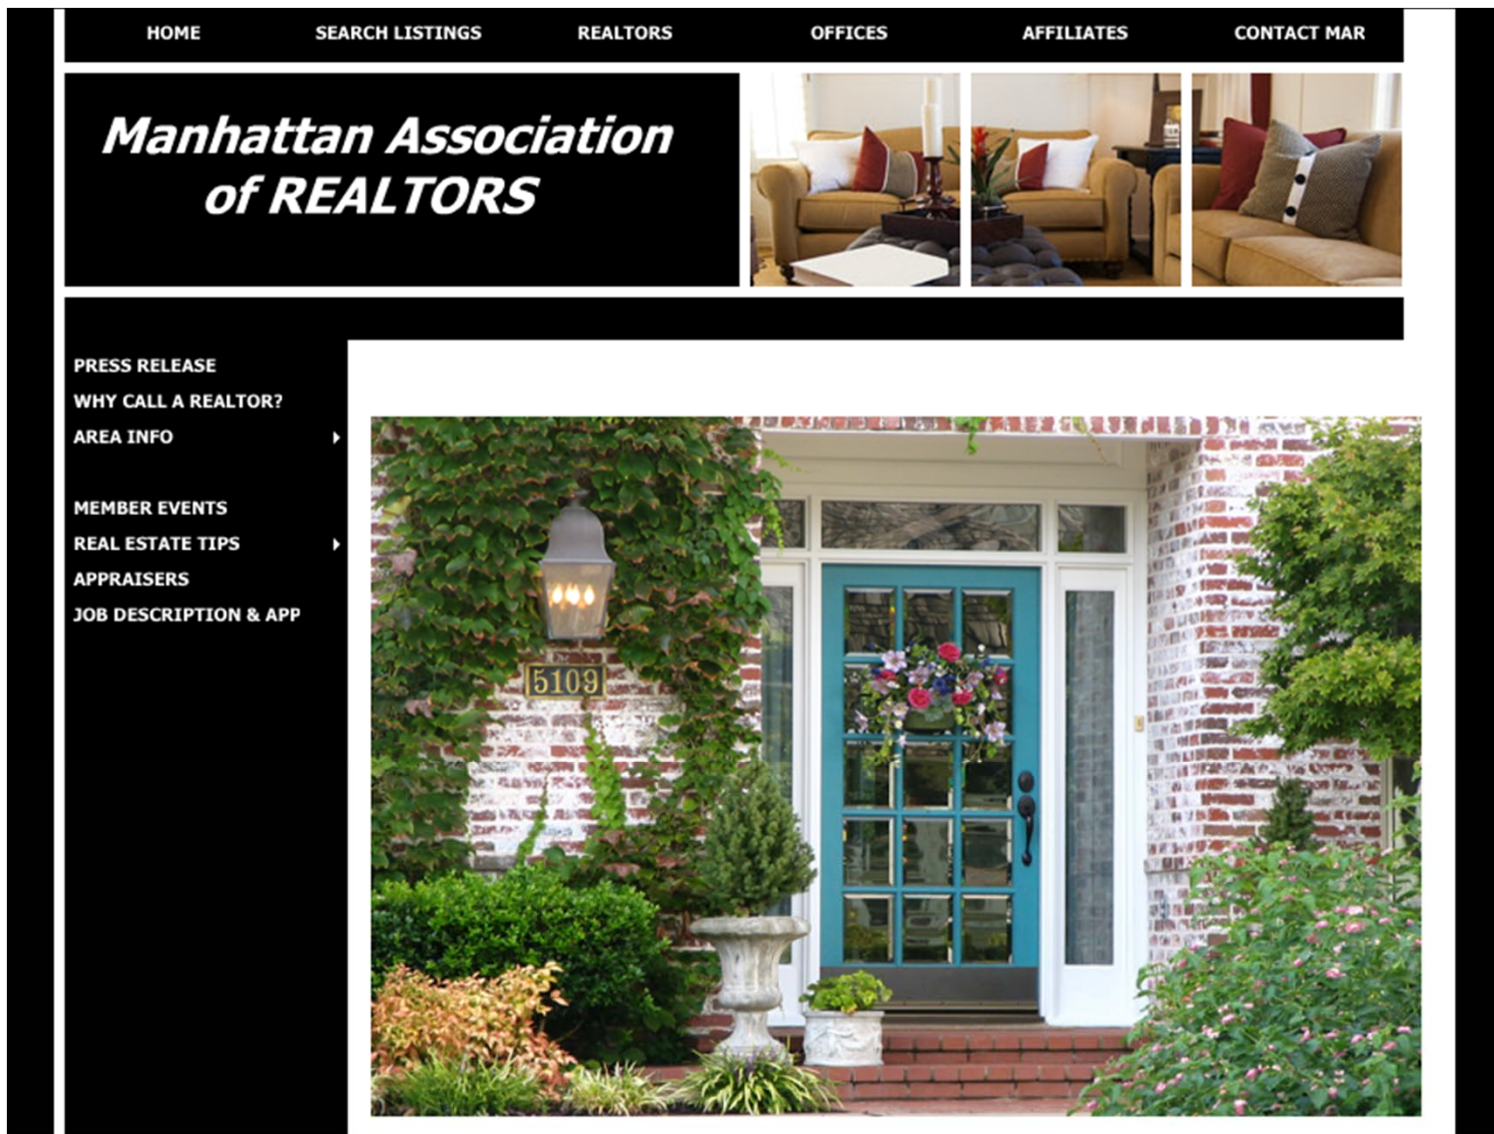 HOME SEARCH LISTINGS REALTORS OFFICES AFFILIATES CONTACT MAR
Manhattan Association
of REALTORS
PRESS RELEASE
WHY CALL A REALTOR?
AREA INFO
MEMBER EVENTS
REAL ESTATE TIPS
APPRAISERS
JOB DESCRIPTION & APP
5109